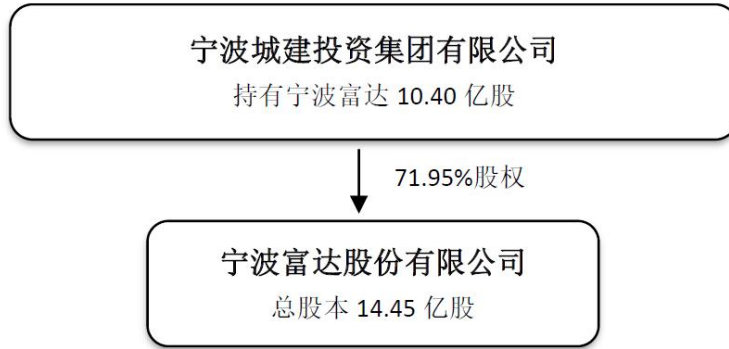 宁波城建投资集团有限公司
持有宁波富达 10.40 亿股
71.95%股权
宁波富达股份有限公司
总股本 14.45 亿股